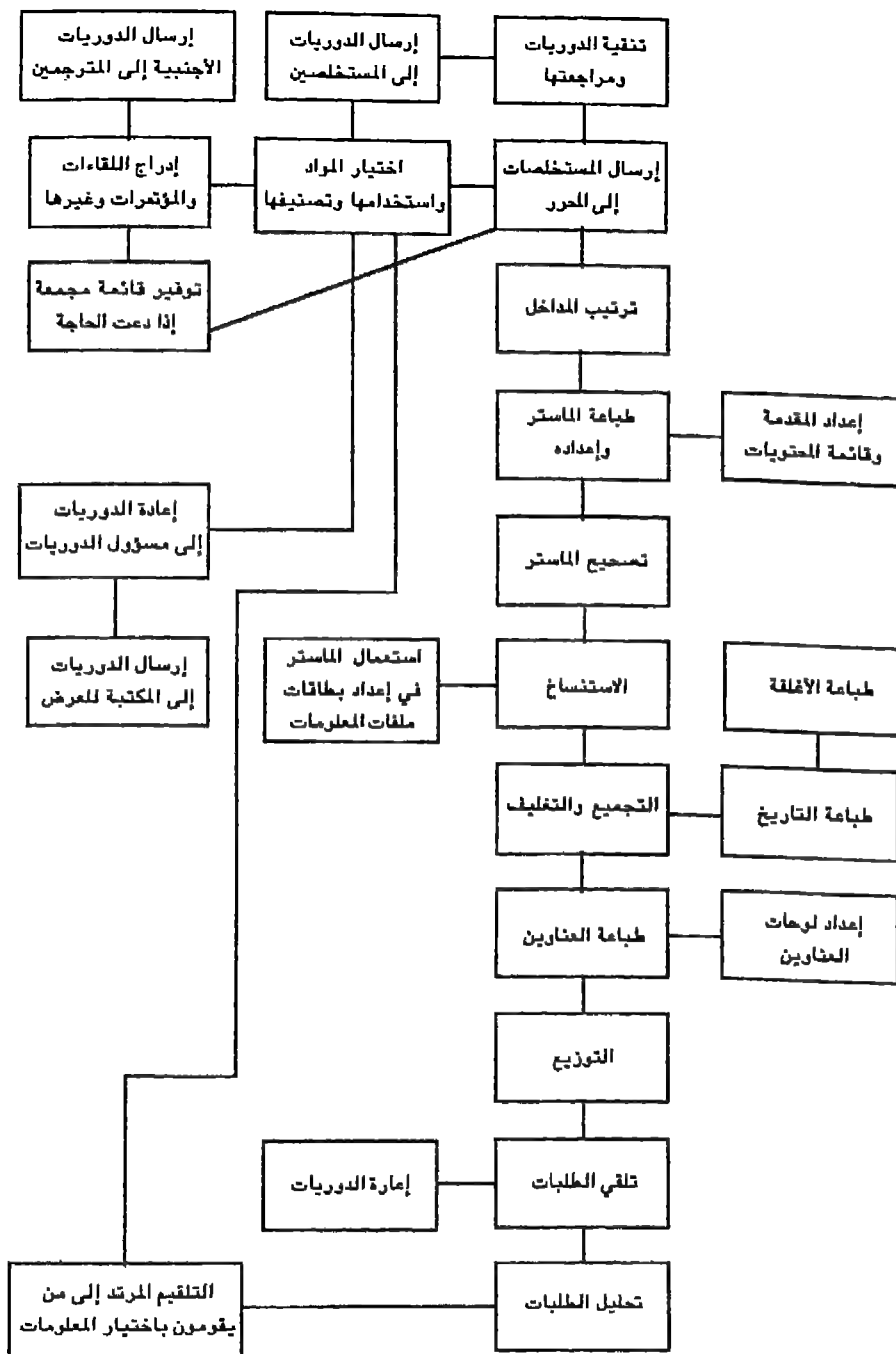 تنقية الدوريات
ومراجعتها
إرسال الدوريات
إلى المستخلصين
إرسال الدوريات
الأجنبية إلى المترجمين
إرسال المستخلصات
إلى المحرر
اختيار المواد
واستخدامها وتصنيفها
إدراج اللقاءات
والمؤتمرات وغيرها
توفير قائمة مجمعة
إذا دعت الحاجة
ترتيب المداخل
إعداد المقدمة
وقائمة المحتويات
طباعة الماستر
وإعداده
إعادة الدوريات
إلى مسؤول الدوريات
تصحيح الماستر
طباعة الأغلفة
الاستنساخ
استعمال الماستر
في إعداد بطاقات
ملفات المعلومات
إرسال الدوريات
إلى المكتبة للعرض
طباعة التاريخ
التجميع والتغليف
إعداد لوحات
العناوين
طباعة العناوين
التوزيع
تلقي الطلبات
إعارة الدوريات
تحليل الطلبات
التلقيم المرتد إلى من
يقومون باختيار المعلومات